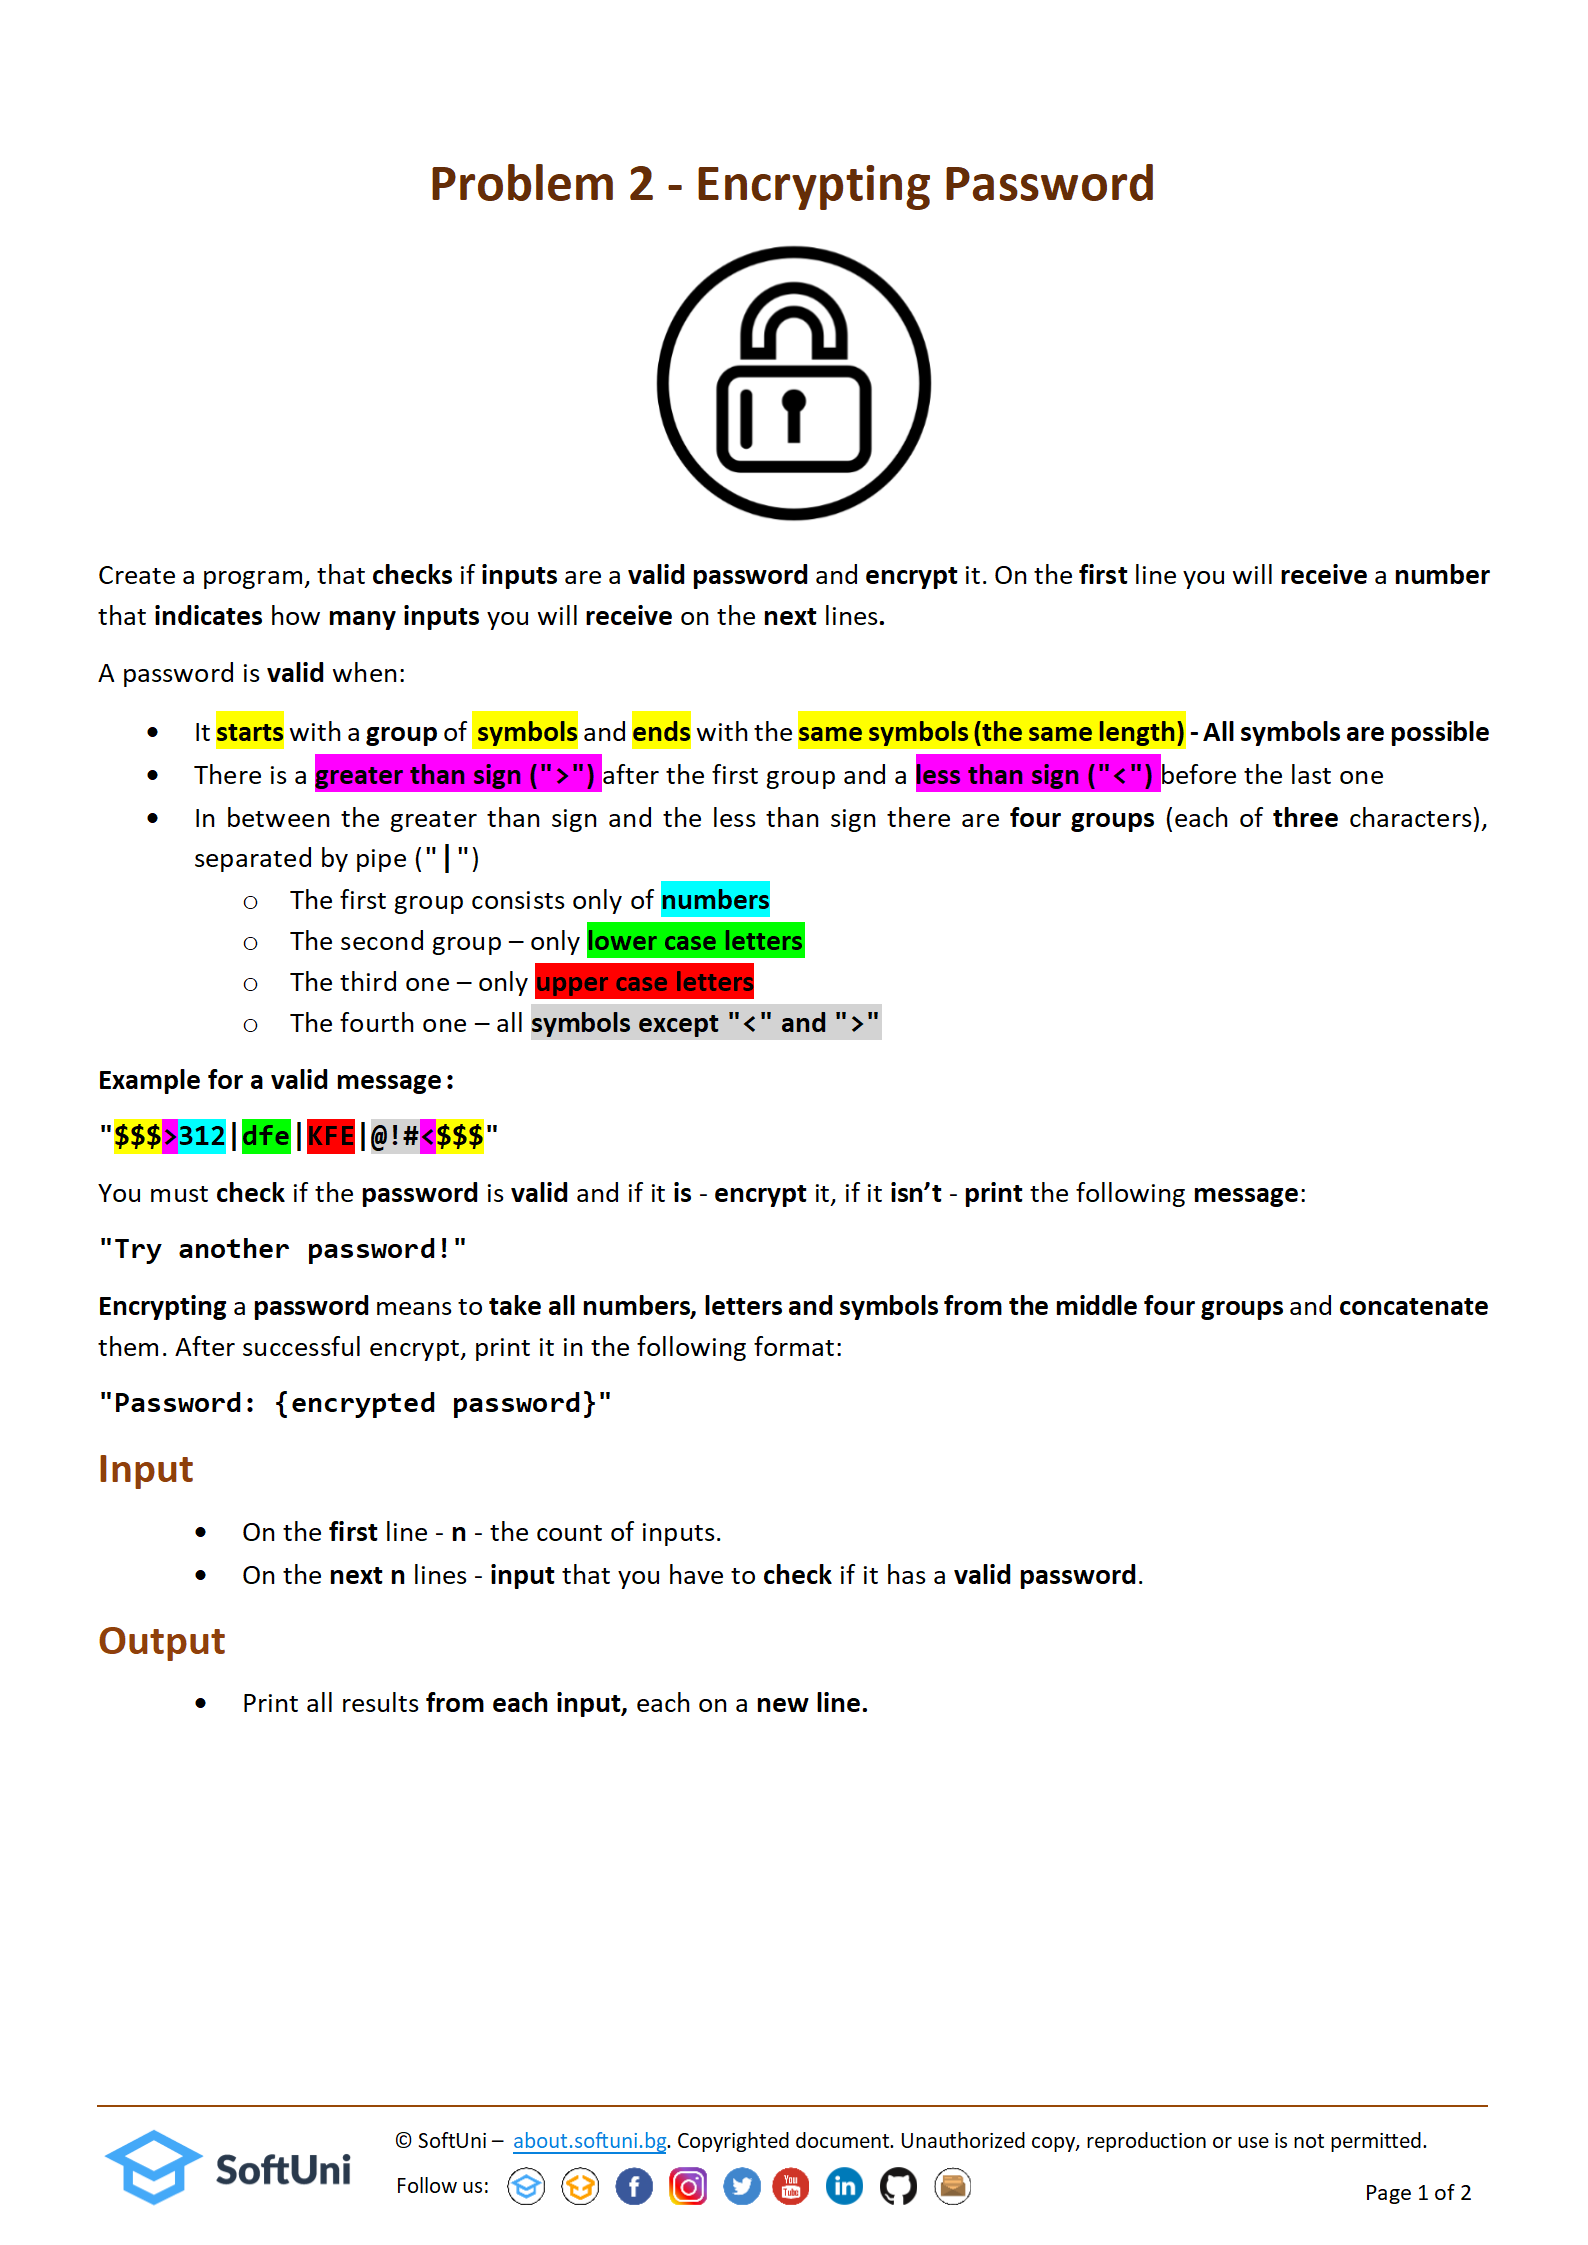 Problem 2 - Encrypting Password
Create a program, that checks if inputs are a valid password and encrypt it. On the first line you will receive a number
that indicates how many inputs you will receive on the next lines.
A password is valid when:
• It starts with a group of symbols and ends with the same symbols (the same length) - All symbols are possible
• There is a greater than sign (">") after the first group and a less than sign ("<") before the last one
• In between the greater than sign and the less than sign there are four groups (each of three characters),
separated by pipe ("|")
o The first group consists only of numbers
o The second group – only lower case letters
o The third one – only upper case letters
o The fourth one – all symbols except "<" and ">"
Example for a valid message:
"$$$>312|dfe|KFE|@!#<$$$"
You must check if the password is valid and if it is - encrypt it, if it isn’t - print the following message:
"Try another password!"
Encrypting a password means to take all numbers, letters and symbols from the middle four groups and concatenate
them. After successful encrypt, print it in the following format:
"Password: {encrypted password}"
Input
• On the first line - n - the count of inputs.
• On the next n lines - input that you have to check if it has a valid password.
Output
• Print all results from each input, each on a new line.
SoftUni
© SoftUni – about.softuni.bg. Copyrighted document. Unauthorized copy, reproduction or use is not permitted.
Follow us:
You
Tube
in
Page 1 of 2